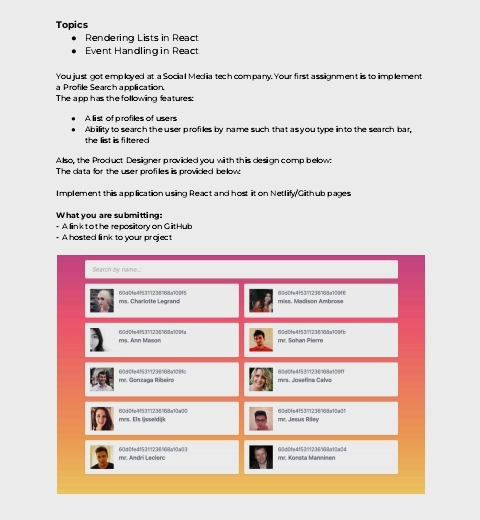 Topics
● Rendering Lists in React
● Event Handling in React
You just got employed at a Social Media tech company. Your first assignment is to implement
a Profile Search application.
The app has the following features:
● A list of profiles of users
● Ability to search the user profiles by name such that as you type into the search bar,
the list is filtered
Also, the Product Designer provided you with this design comp below:
The data for the user profiles is provided below:
Implement this application using React and host it on Netlify/Github pages
What you are submitting:
- A link to the repository on GitHub
- A hosted link to your project
Search by name...
60d0fe4f5311236168a109f5
ms. Charlotte Legrand
60d0fe4f5311236168a109f6
miss. Madison Ambrose
60d0fe4f5311236168a109fa
ms. Ann Mason
60d0fe4f5311236168a109fb
mr. Sohan Pierre
60d0fe4f5311236168a109fc
mr. Gonzaga Ribeiro
60d0fe4f5311236168a109ff
mrs. Josefina Calvo
60d0fe4f5311236168a10a00
mrs. Els Ijsseldijk
60d0fe4f5311236168a10a01
mr. Jesus Riley
60d0fe4f5311236168a10a03
mr. Andri Leclerc
60d0fe4f5311236168a10a04
mr. Konsta Manninen